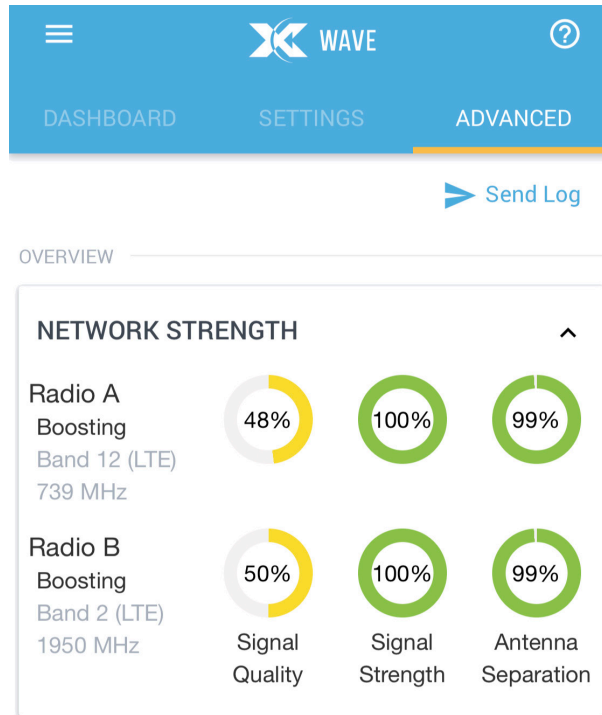 WAVE
DASHBOARD SETTINGS ADVANCED
Send Log
OVERVIEW
NETWORK STRENGTH
Radio A
Boosting
Band 12 (LTE)
739 MHz
48% 100% 99%
Radio B
Boosting
Band 2 (LTE)
1950 MHz
50% 100% 99%
Signal Quality
Signal Strength
Antenna Separation